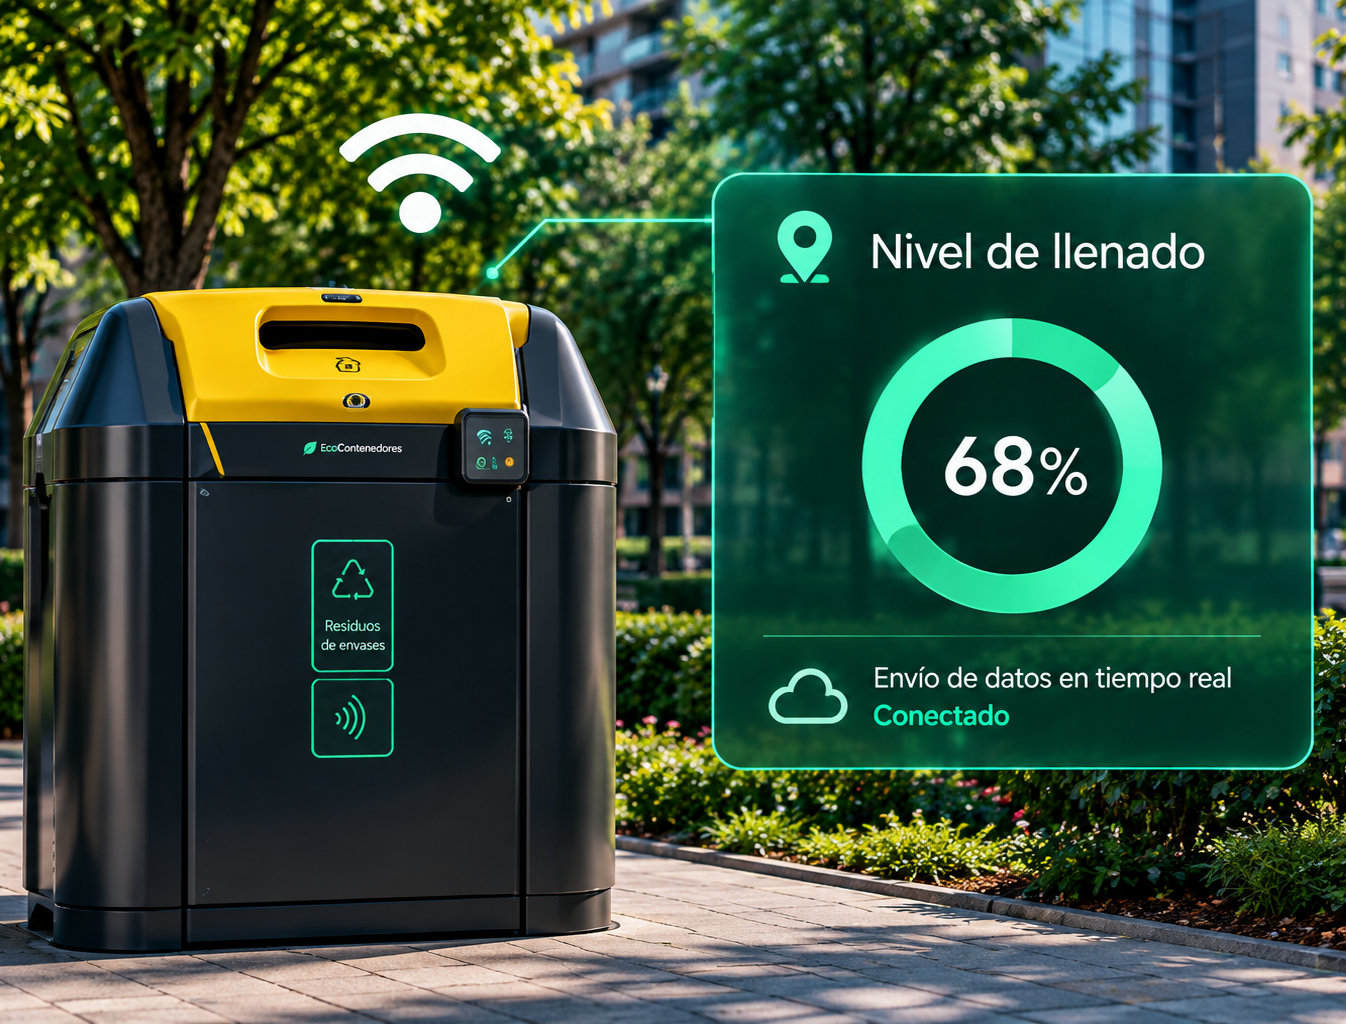 Nivel de llenado
68%
Envío de datos en tiempo real
Conectado
EcoContenedores
Residuos
de envases